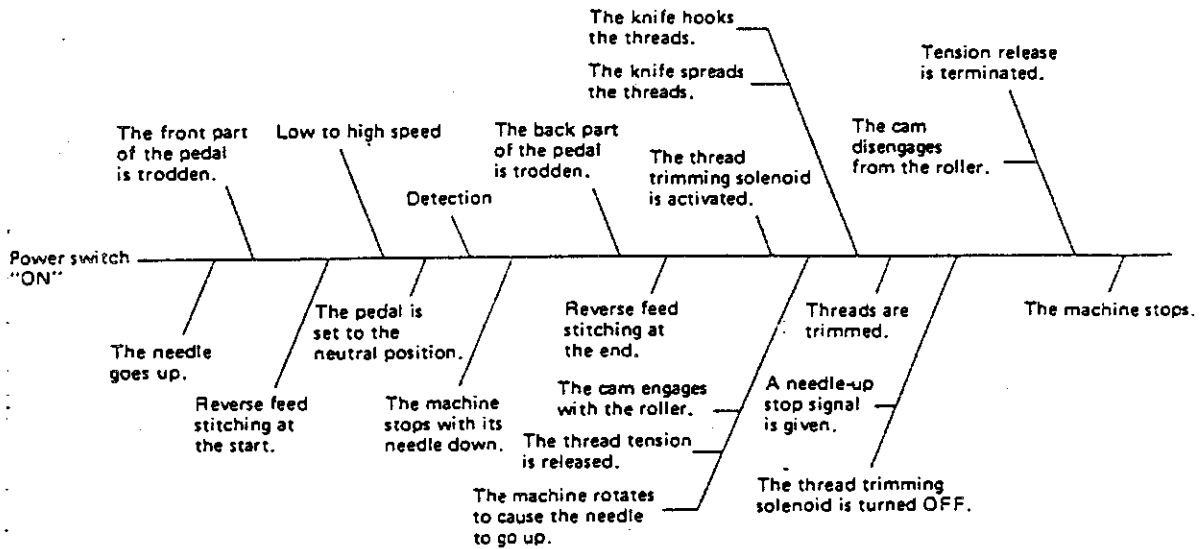 The knife hooks
the threads.
The knife spreads
the threads.
Tension release
is terminated.
The front part
of the pedal
is trodden.
Low to high speed
Detection
The back part
of the pedal
is trodden.
The thread
trimming solenoid
is activated.
The cam
disengages
from the roller.
Power switch
"ON"
The needle
goes up.
Reverse feed
stitching at
the start.
The pedal is
set to the
neutral position.
The machine
stops with its
needle down.
Reverse feed
stitching at
the end.
The cam engages
with the roller.
The thread tension
is released.
The machine rotates
to cause the needle
to go up.
Threads are
trimmed.
A needle-up
stop signal
is given.
The thread trimming
solenoid is turned OFF.
The machine stops.